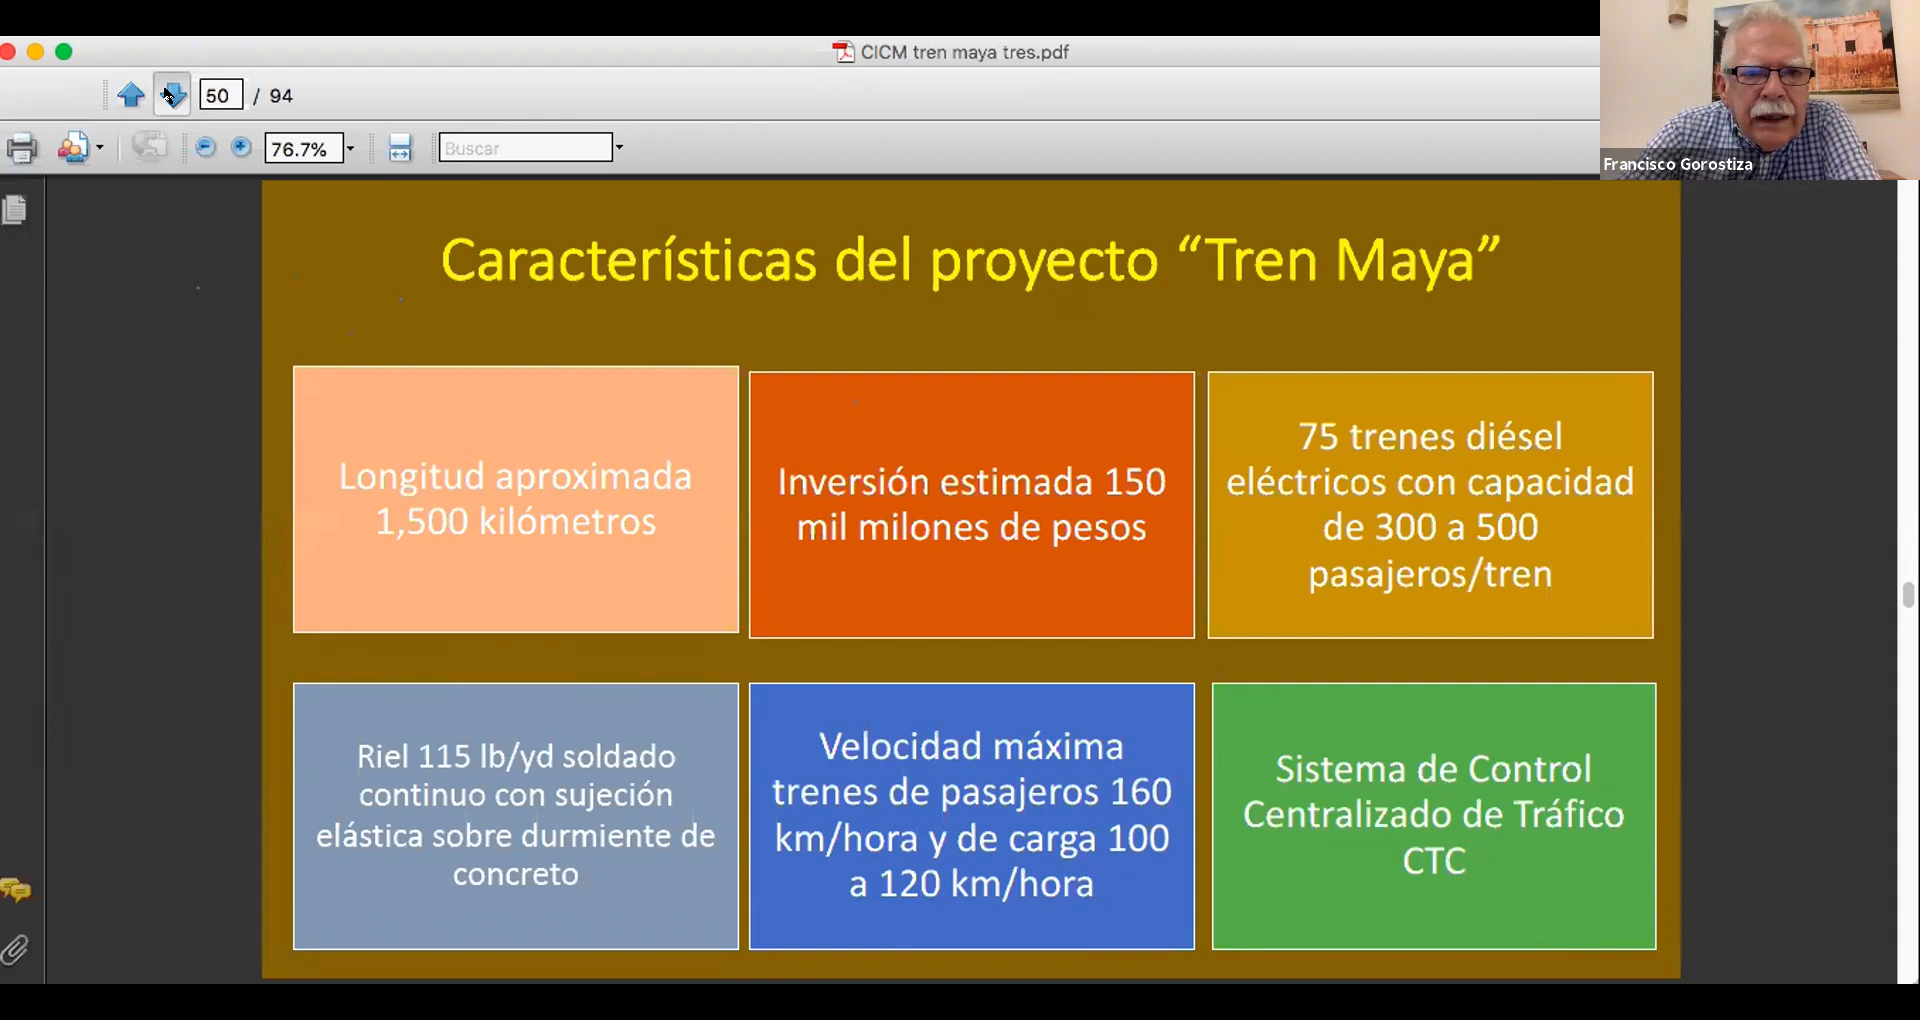 CICM tren maya tres.pdf
50 / 94
76.7%
Buscar
Francisco Gorostiza
Características del proyecto “Tren Maya”
Longitud aproximada
1,500 kilómetros
Inversión estimada 150
mil milones de pesos
75 trenes diésel
eléctricos con capacidad
de 300 a 500
pasajeros/tren
Riel 115 lb/yd soldado
continuo con sujeción
elástica sobre durmiente de
concreto
Velocidad máxima
trenes de pasajeros 160
km/hora y de carga 100
a 120 km/hora
Sistema de Control
Centralizado de Tráfico
CTC